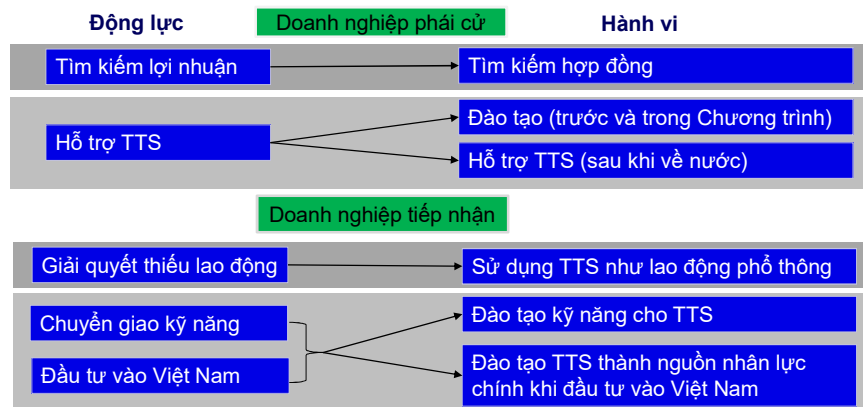 Động lực
Doanh nghiệp phái cử
Hành vi
Tìm kiếm lợi nhuận
Tìm kiếm hợp đồng
Hỗ trợ TTS
Đào tạo (trước và trong Chương trình)
Hỗ trợ TTS (sau khi về nước)
Doanh nghiệp tiếp nhận
Giải quyết thiếu lao động
Sử dụng TTS như lao động phổ thông
Chuyển giao kỹ năng
Đầu tư vào Việt Nam
Đào tạo kỹ năng cho TTS
Đào tạo TTS thành nguồn nhân lực
chính khi đầu tư vào Việt Nam